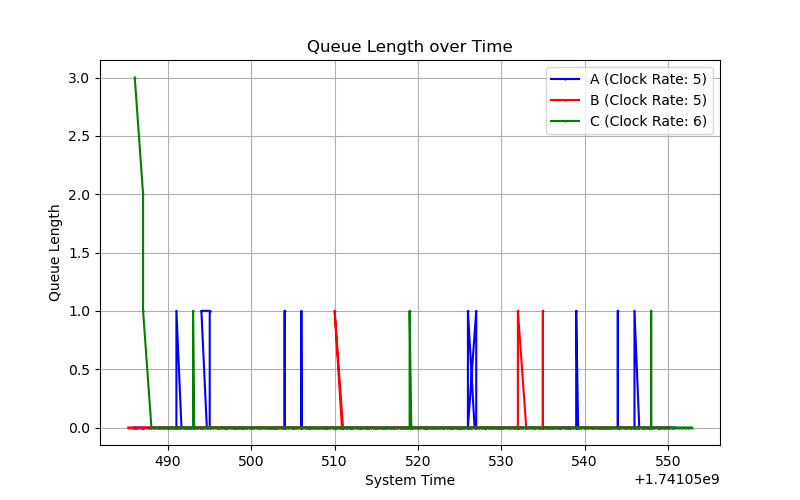 Queue Length over Time
A (Clock Rate: 5)
B (Clock Rate: 5)
C (Clock Rate: 6)
Queue Length
3.0
2.5
2.0
1.5
1.0
0.5
0.0
490 500 510 520 530 540 550
System Time
+1.74105e9